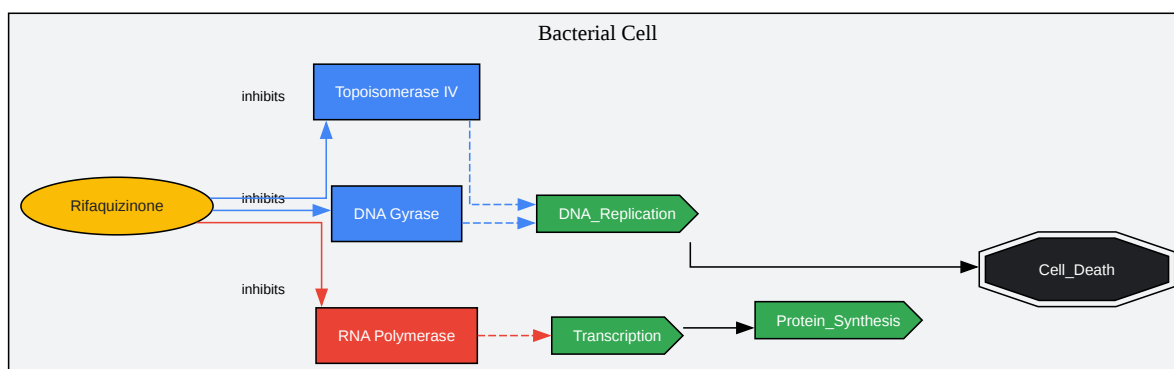 Bacterial Cell
inhibits
Topoisomerase IV
Rifaquizinone
inhibits
DNA Gyrase
DNA_Replication
Cell_Death
inhibits
RNA Polymerase
Transcription
Protein_Synthesis